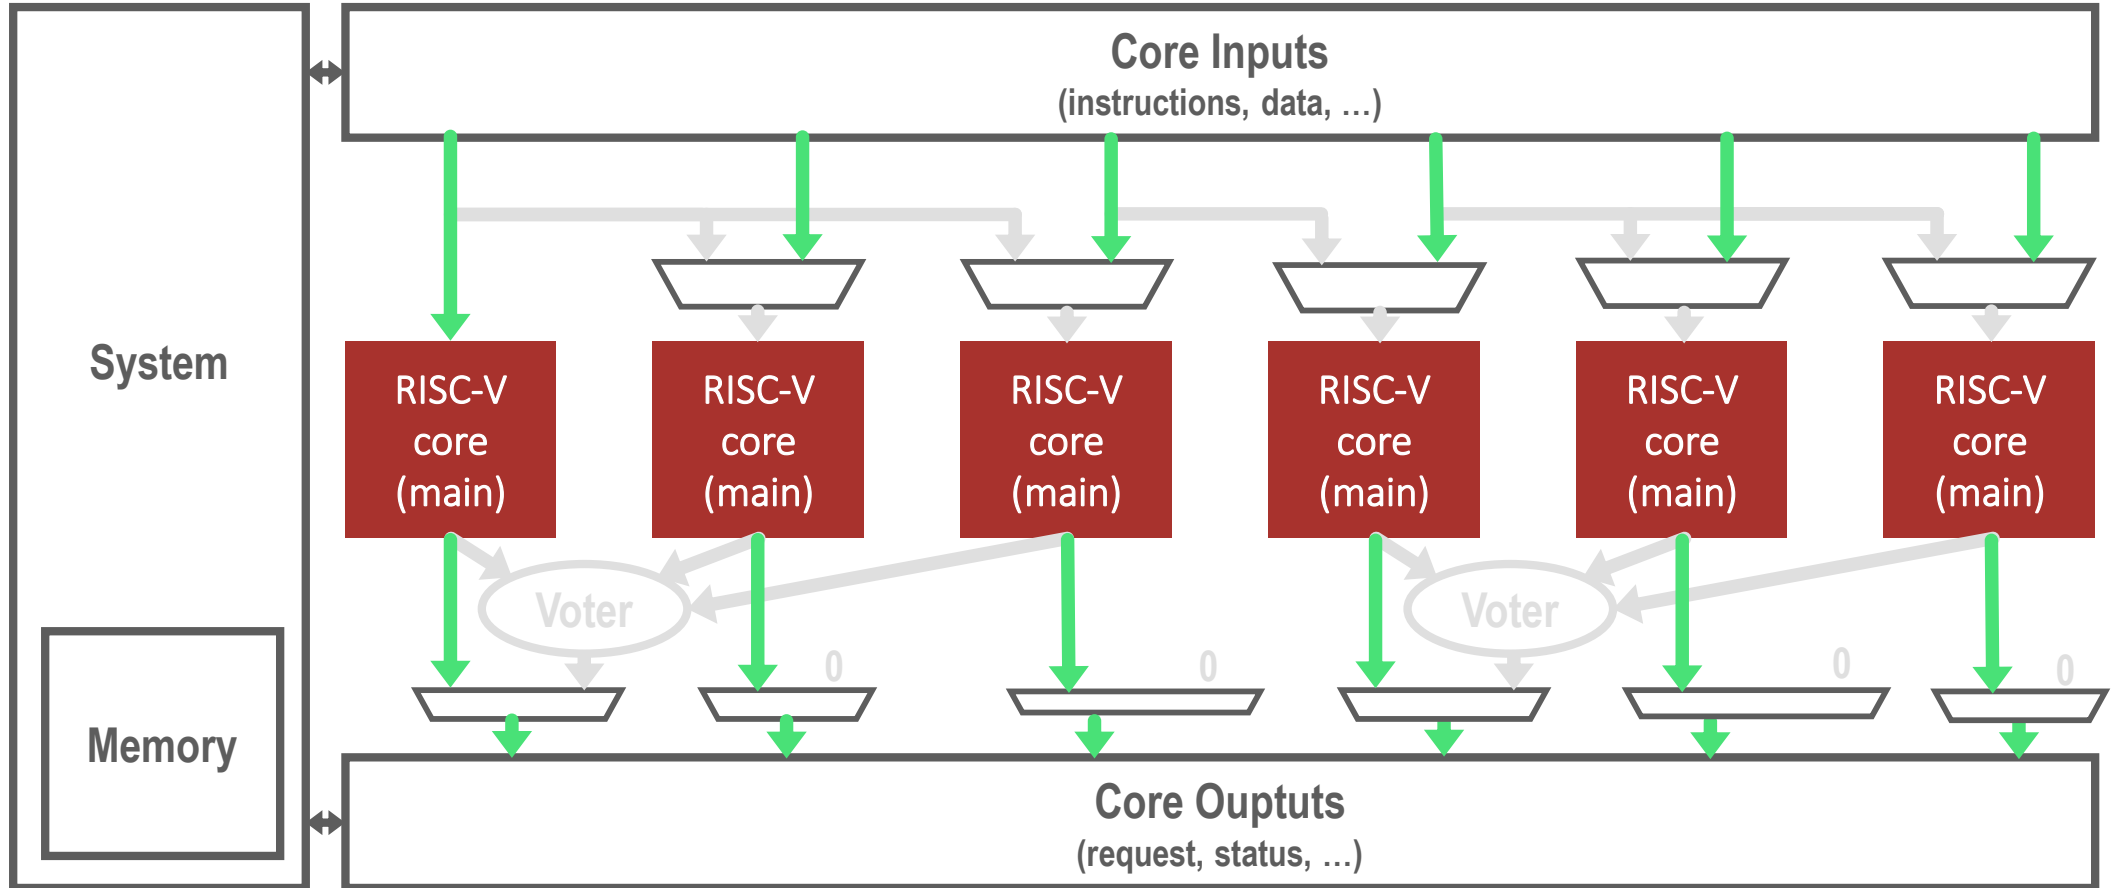 Core Inputs
(instructions, data, ...)
System
RISC-V
core
(main)
RISC-V
core
(main)
RISC-V
core
(main)
RISC-V
core
(main)
RISC-V
core
(main)
RISC-V
core
(main)
Voter
Voter
0
0
0
0
Memory
Core Ouptuts
(request, status, ...)